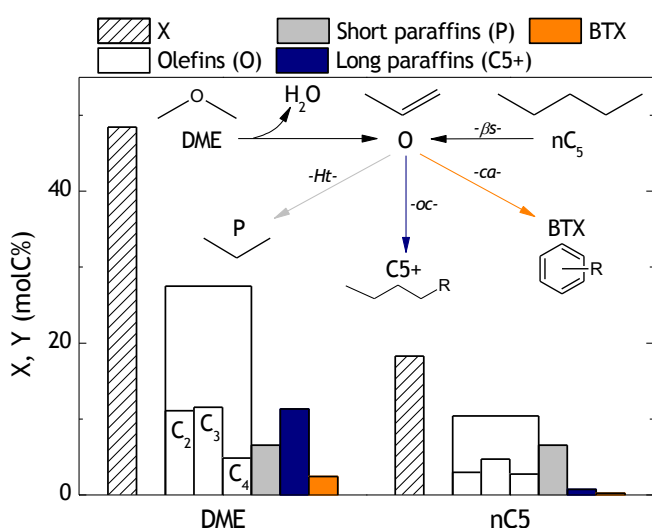 X
Short paraffins (P)
BTX
Olefins (O)
Long paraffins (C5+)
O
H₂O
DME
O
-βs-
nC₅
-Ht-
-oc-
-ca-
P
C5+
R
BTX
R
X, Y (molC%)
40
20
0
C₂
C₃
C₄
DME
nC5